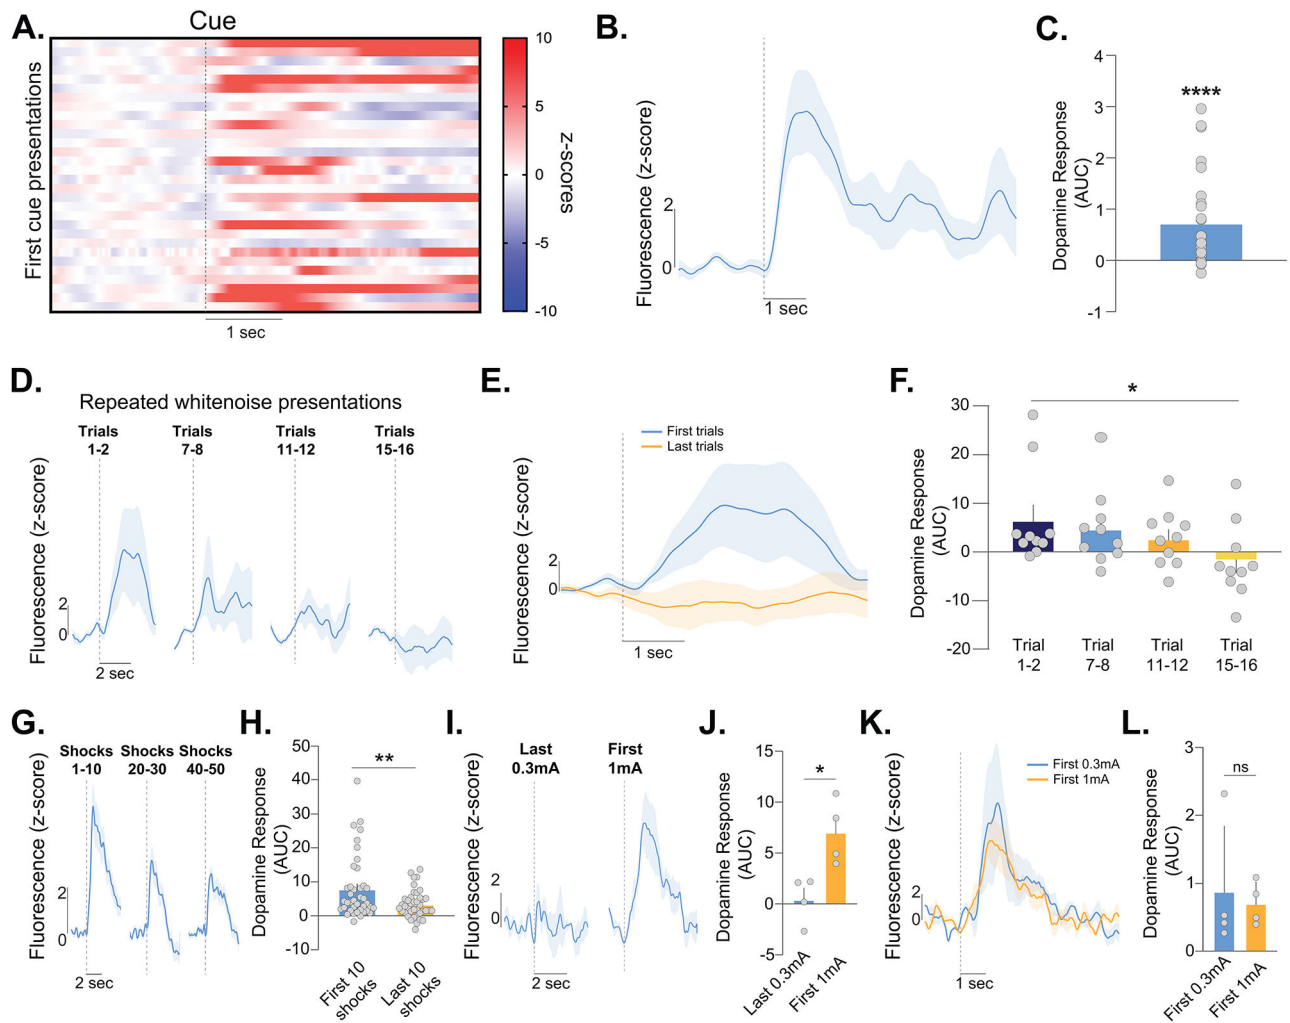 A.
Cue
First cue presentations
1 sec
10
5
0
-5
-10
z-scores
B.
Fluorescence (z-score)
2
0
1 sec
C.
Dopamine Response
(AUC)
4
3
2
1
0
-1
****
D.
Repeated whitenoise presentations
Trials
1-2
Trials
7-8
Trials
11-12
Trials
15-16
Fluorescence (z-score)
2
0
2 sec
E.
First trials
Last trials
Fluorescence (z-score)
2
0
1 sec
F.
Dopamine Response
(AUC)
30
20
10
0
-10
-20
*
Trial
1-2
Trial
7-8
Trial
11-12
Trial
15-16
G.
Shocks
1-10
Shocks
20-30
Shocks
40-50
Fluorescence (z-score)
2
0
2 sec
H.
Dopamine Response
(AUC)
50
40
30
20
10
0
-10
**
First 10
shocks
Last 10
shocks
I.
Last
0.3mA
First
1mA
Fluorescence (z-score)
2
0
2 sec
J.
Dopamine Response
(AUC)
15
10
5
0
-5
*
Last 0.3mA
First 1mA
K.
First 0.3mA
First 1mA
Fluorescence (z-score)
2
0
1 sec
L.
Dopamine Response
(AUC)
3
2
1
0
ns
First 0.3mA
First 1mA